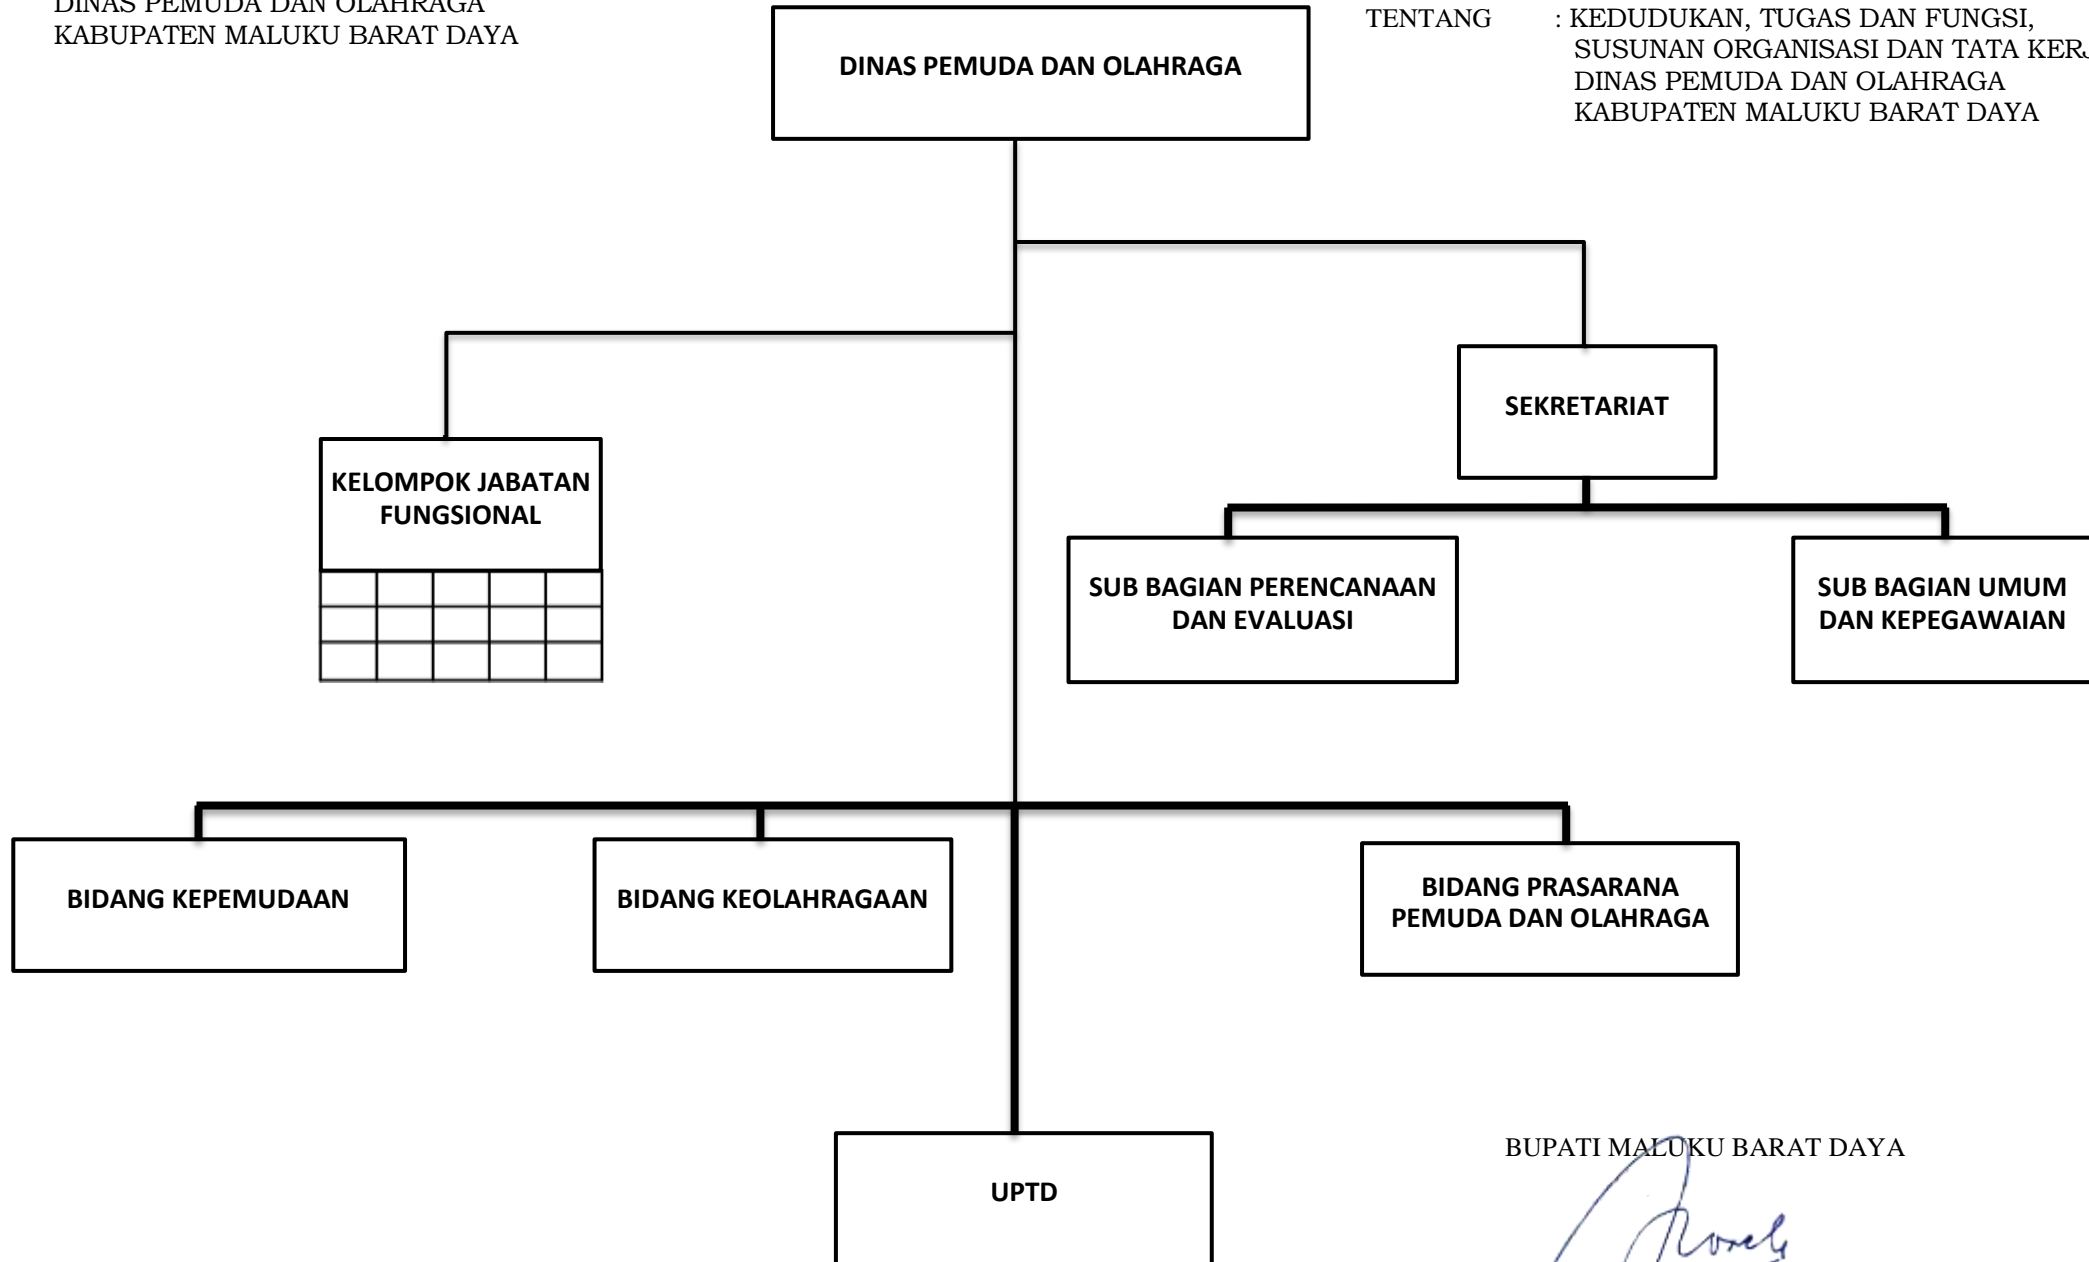 DINAS PEMUDA DAN OLAHRAGA
KABUPATEN MALUKU BARAT DAYA
TENTANG : KEDUDUKAN, TUGAS DAN FUNGSI,
SUSUNAN ORGANISASI DAN TATA
DINAS PEMUDA DAN OLAHRAGA
KABUPATEN MALUKU BARAT DAYA
DINAS PEMUDA DAN OLAHRAGA
SEKRETARIAT
KELOMPOK JABATAN
FUNGSIONAL
SUB BAGIAN PERENCANAAN
DAN EVALUASI
SUB BAGIAN UMUM
DAN KEPEGAWAIAN
BIDANG KEPEMUDAAN
BIDANG KEOLAHRAGAAN
BIDANG PRASARANA
PEMUDA DAN OLAHRAGA
UPTD
BUPATI MALUKU BARAT DAYA